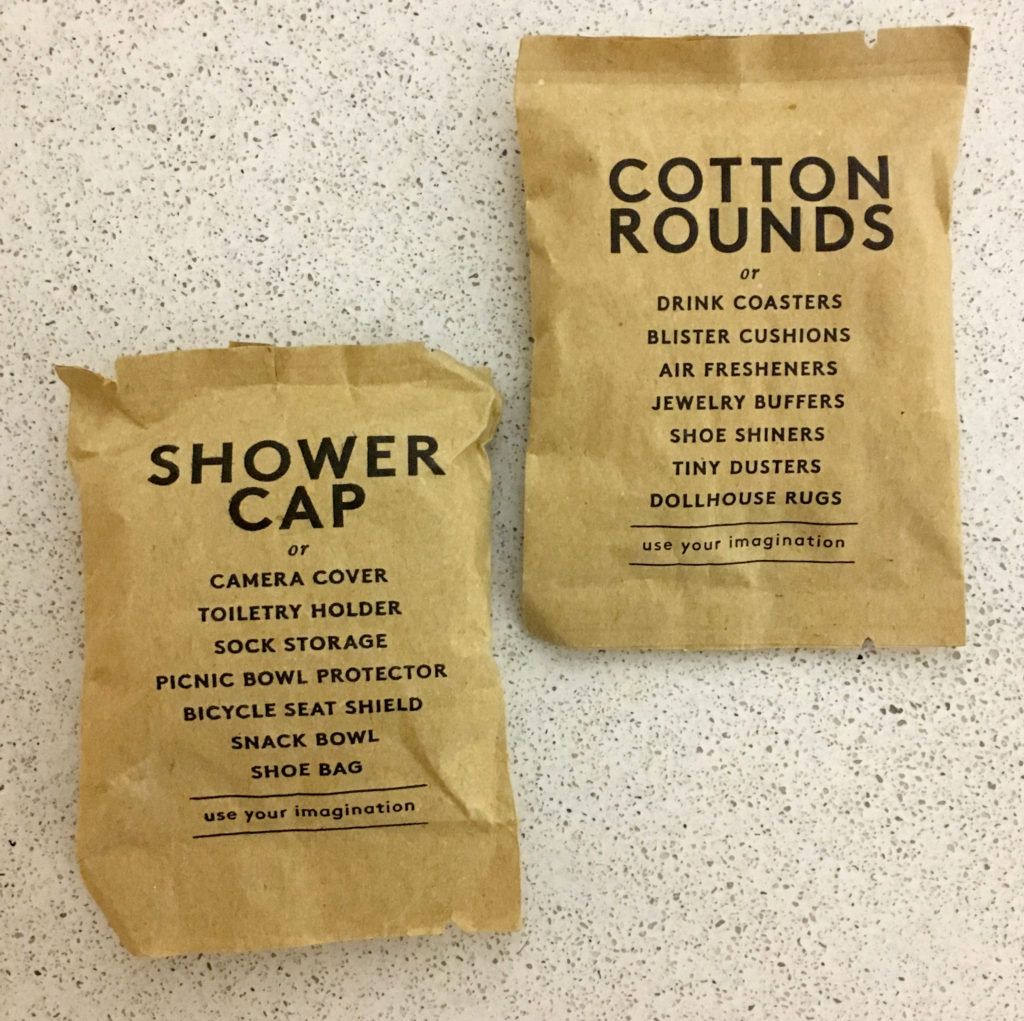 SHOWER
CAP
or
CAMERA COVER
TOILETRY HOLDER
SOCK STORAGE
PICNIC BOWL PROTECTOR
BICYCLE SEAT SHIELD
SNACK BOWL
SHOE BAG
use your imagination
COTTON
ROUNDS
or
DRINK COASTERS
BLISTER CUSHIONS
AIR FRESHENERS
JEWELRY BUFFERS
SHOE SHINERS
TINY DUSTERS
DOLLHOUSE RUGS
use your imagination